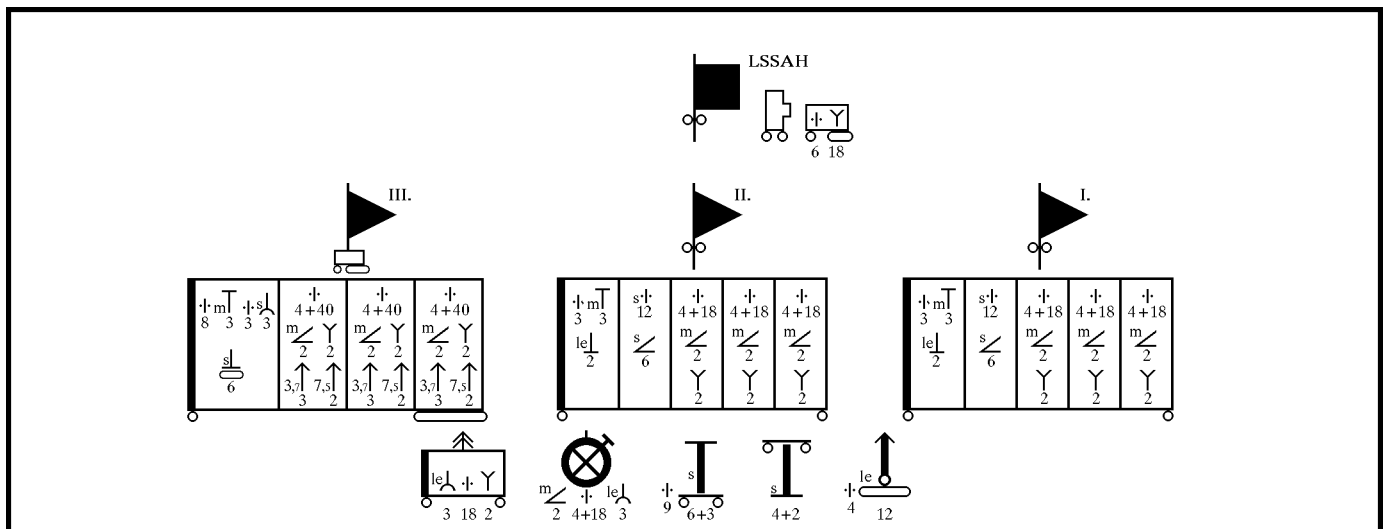 LSSAH
6 18
III. II. I.
m s 4+40 4+40 4+40
8 3 3 3
m m m
2 2 2 2 2 2
s
6
3,7 7,5 3,7 7,5 3,7 7,5
3 2 3 2 3 2
m s 4+18 4+18 4+18
3 3 12
le s m m m
2 6 2 2 2
2 2 2
m s 4+18 4+18 4+18
3 3 12
le s m m m
2 6 2 2 2
2 2 2
le
3 18 2
m le
2 4+18 3
s
9 6+3
s
4+2
le
4 12